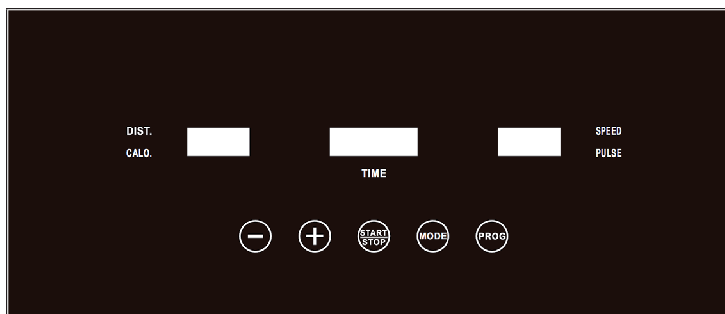 DIST.
SPEED
CALO.
PULSE
TIME
START
STOP
MODE
PROG